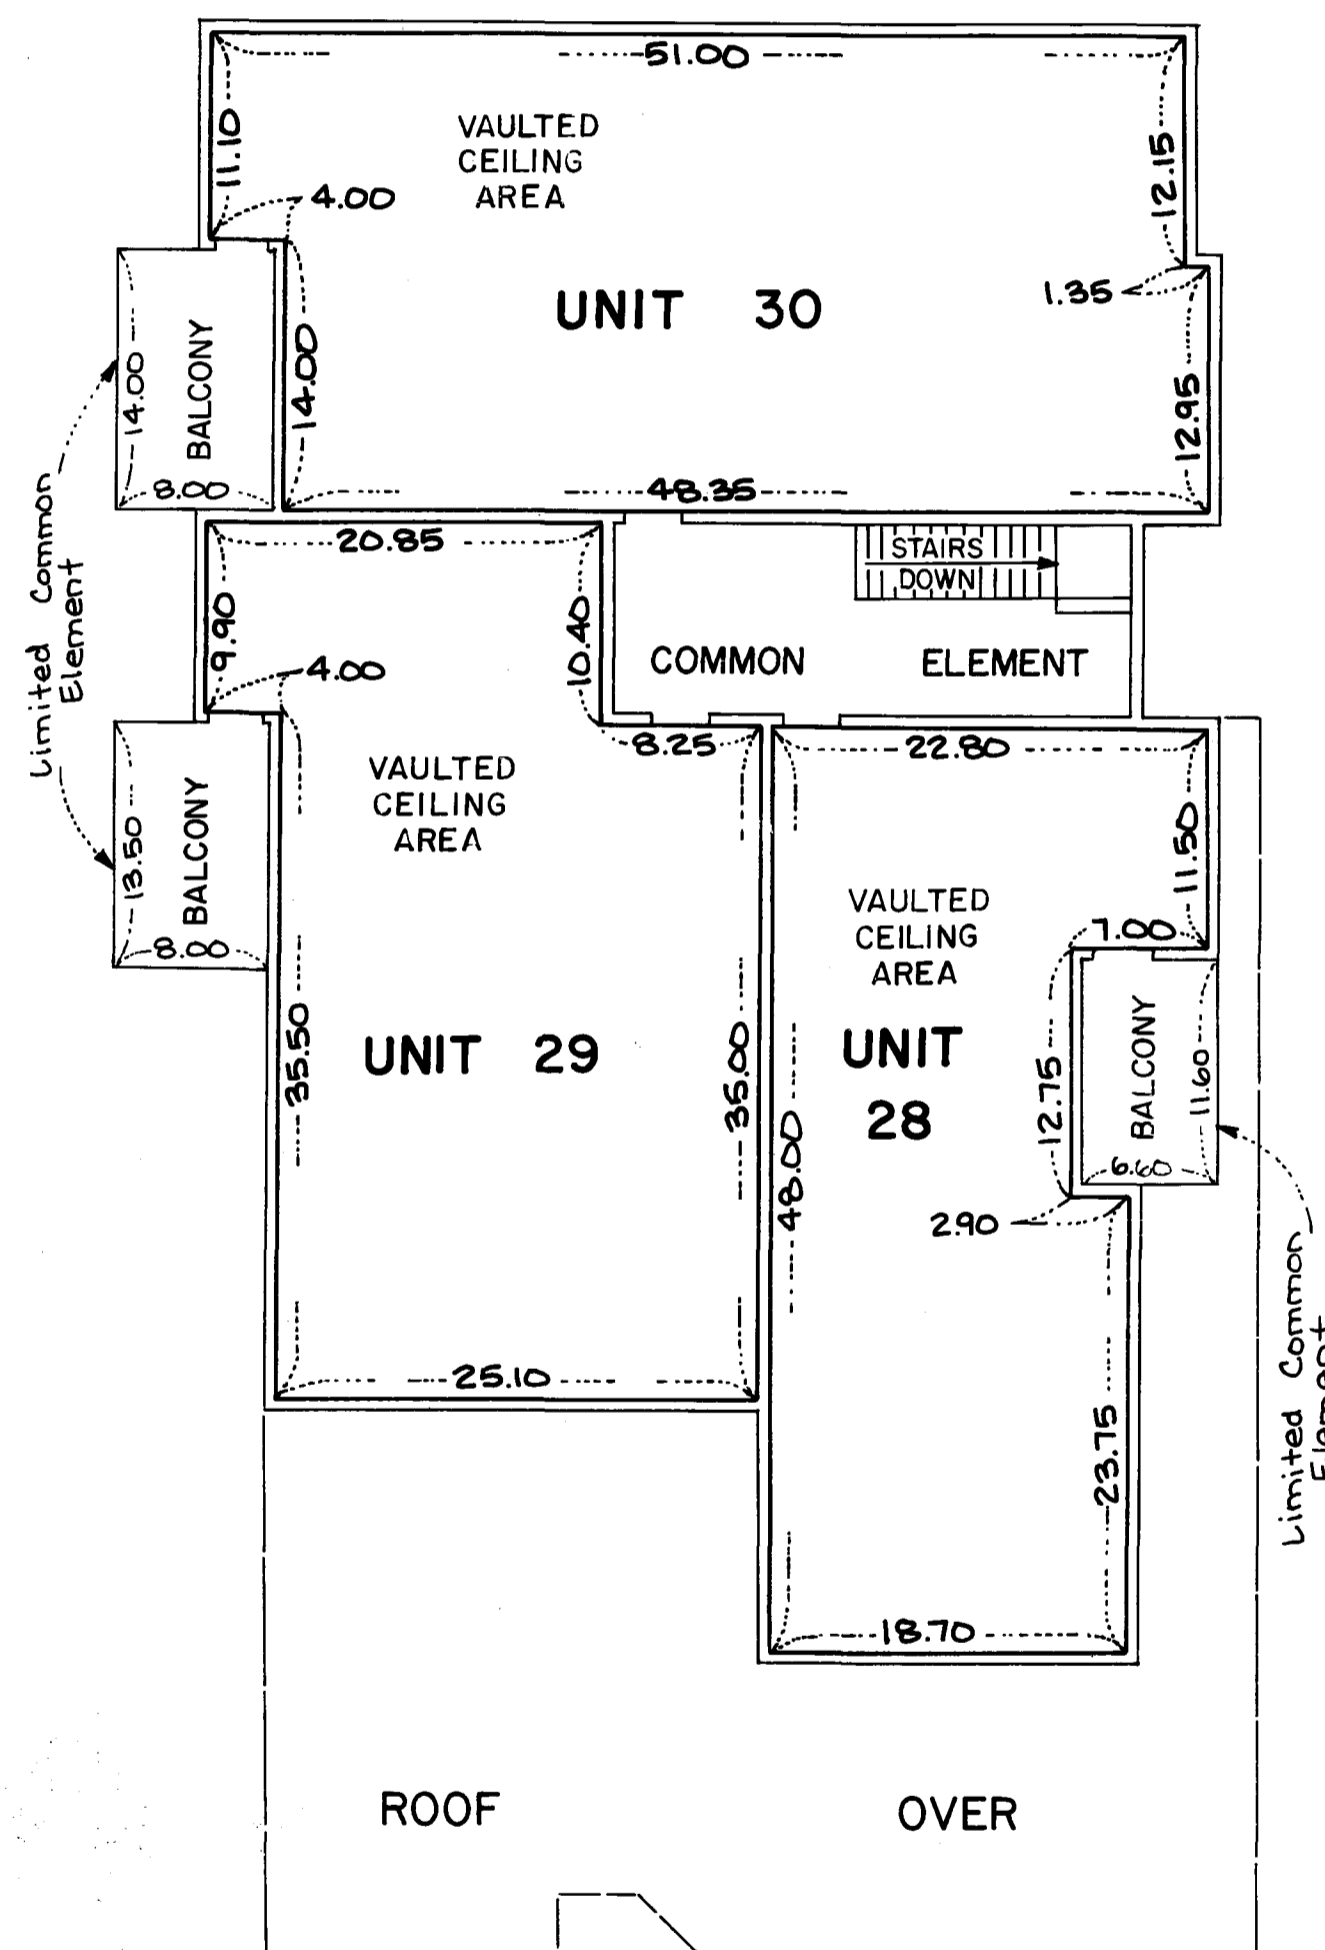 51.00
VAULTED
CEILING
AREA
11.10
4.00
12.15
UNIT 30
1.35
14.00
BALCONY
8.00
14.00
12.95
48.35
Limited Common
Element
20.85
STAIRS
DOWN
9.90
10.40
4.00
COMMON ELEMENT
8.25
22.80
VAULTED
CEILING
AREA
13.50
BALCONY
8.00
11.50
VAULTED
CEILING
AREA
7.00
35.50
UNIT 29
35.00
UNIT
28
48.00
12.75
BALCONY
11.60
6.60
2.90
Limited Common
Element
25.10
23.75
18.70
ROOF OVER